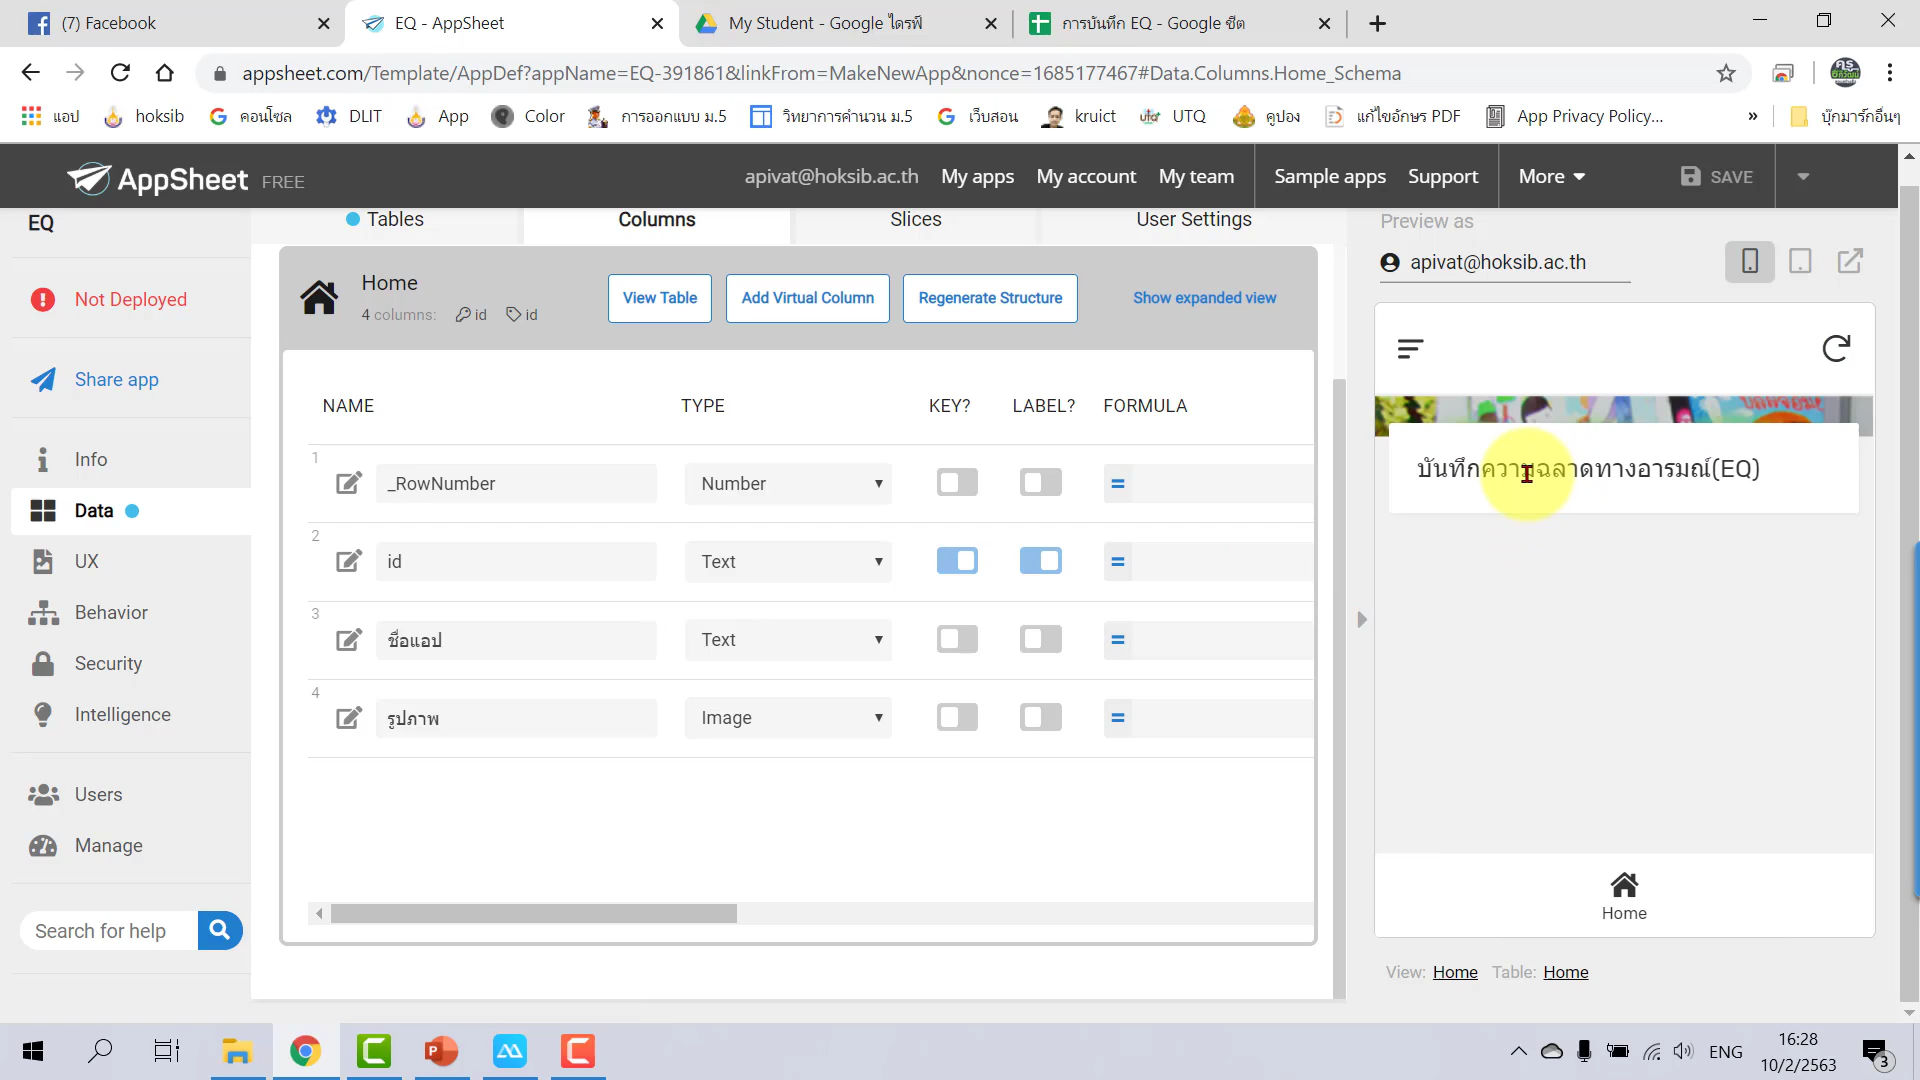 (7) Facebook
EQ - AppSheet
My Student - Google ไดรฟ์
การบันทึก EQ - Google ชีต
appsheet.com/Template/AppDef?appName=EQ-391861&linkFrom=MakeNewApp&nonce=1685177467#Data.Columns.Home_Schema
แอป
hoksib
คอนโซล
DLIT
App
Color
การออกแบบ ม.5
วิทยาการคำนวน ม.5
เว็บสอน
kruict
UTQ
คูปอง
แก้ไขอักษร PDF
App Privacy Policy...
»
บุ๊กมาร์กอื่นๆ
AppSheet FREE
apivat@hoksib.ac.th
My apps
My account
My team
Sample apps
Support
More
SAVE
EQ
Tables
Columns
Slices
User Settings
Preview as
apivat@hoksib.ac.th
Not Deployed
Share app
Info
Data
UX
Behavior
Security
Intelligence
Users
Manage
Search for help
Home
4 columns: id id
View Table
Add Virtual Column
Regenerate Structure
Show expanded view
NAME TYPE KEY? LABEL? FORMULA
1 _RowNumber Number =
2 id Text =
3 ชื่อแอป Text =
4 รูปภาพ Image =
บันทึกความฉลาดทางอารมณ์(EQ)
Home
View: Home Table: Home
ENG
16:28
10/2/2563
3